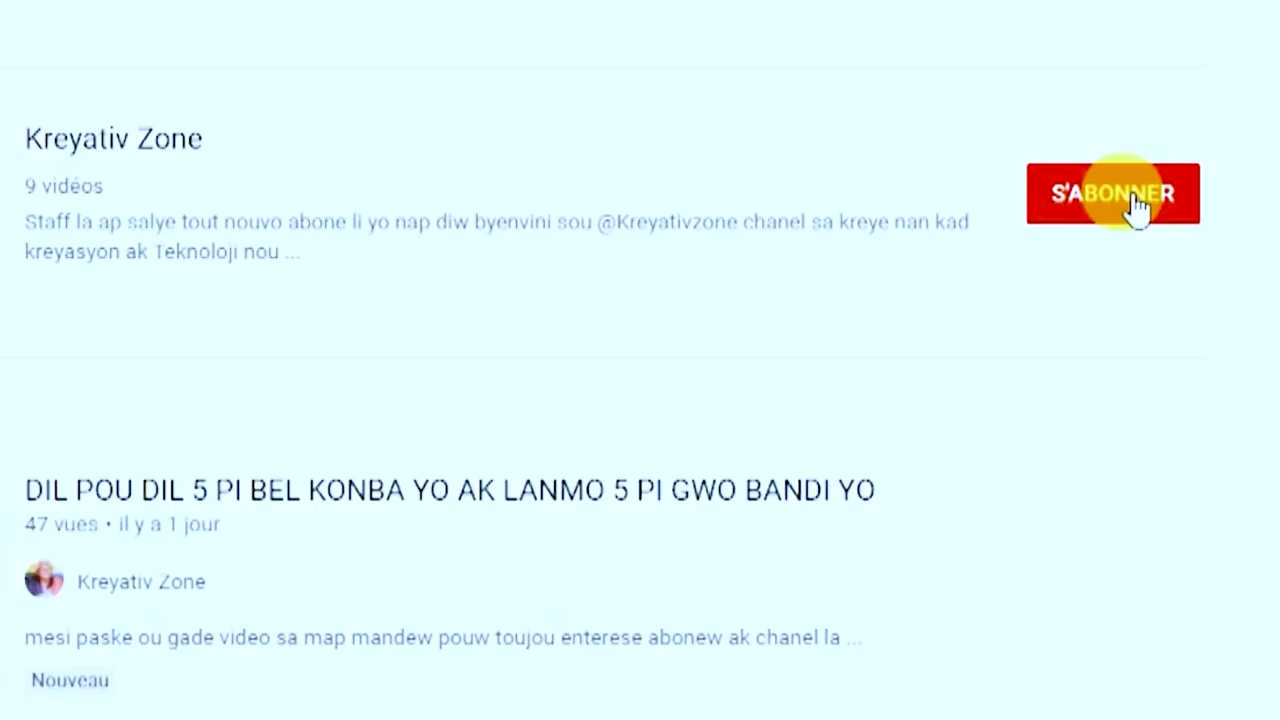 Kreyativ Zone
9 vidéos
S'ABONNER
Staff la ap salye tout nouvo abone li yo nap diw byenvini sou @Kreyativzone chanel sa kreye nan kad
kreyasyon ak Teknoloji nou ...
DIL POU DIL 5 PI BEL KONBA YO AK LANMO 5 PI GWO BANDI YO
47 vues • il y a 1 jour
Kreyativ Zone
mesi paske ou gade video sa map mandew pouw toujou enterese abonew ak chanel la ...
Nouveau